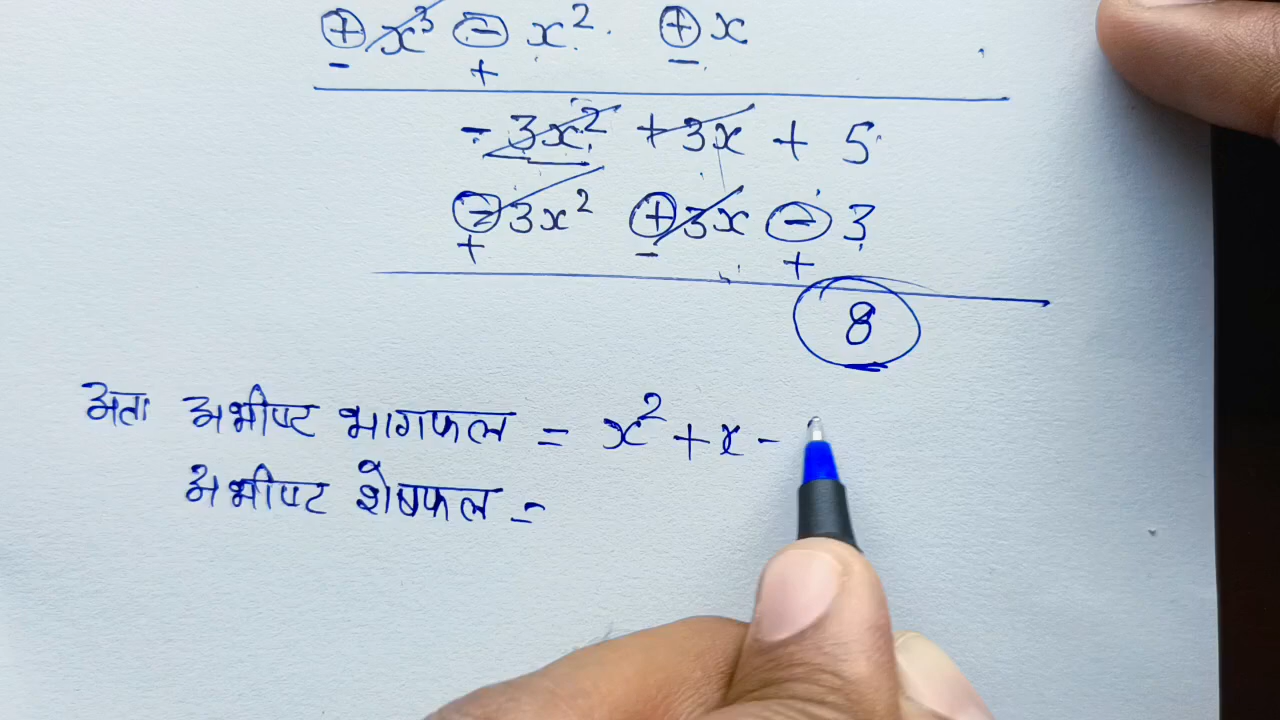 ⊕ x³ ⊖ x² ⊕ x
- + -
- 3x² + 3x + 5
⊖ 3x² ⊕ 3x ⊖ 3
+ - +
8
अता अभीष्ट भागफल = x² + x -
अभीष्ट शेषफल =